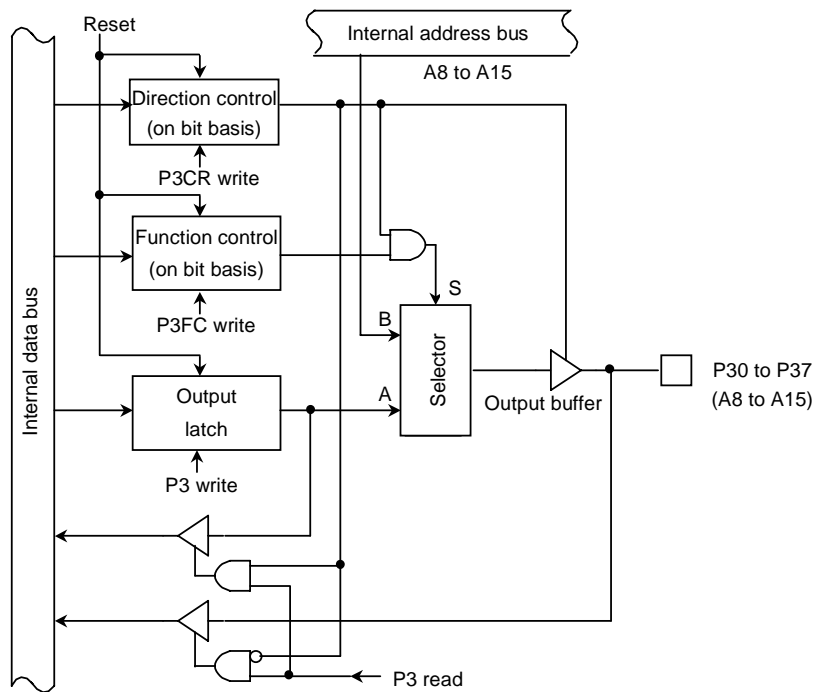 Reset
Internal address bus
A8 to A15
Direction control
(on bit basis)
P3CR write
Function control
(on bit basis)
P3FC write
Internal data bus
S
B
A
Selector
Output
latch
P3 write
Output buffer
P30 to P37
(A8 to A15)
P3 read